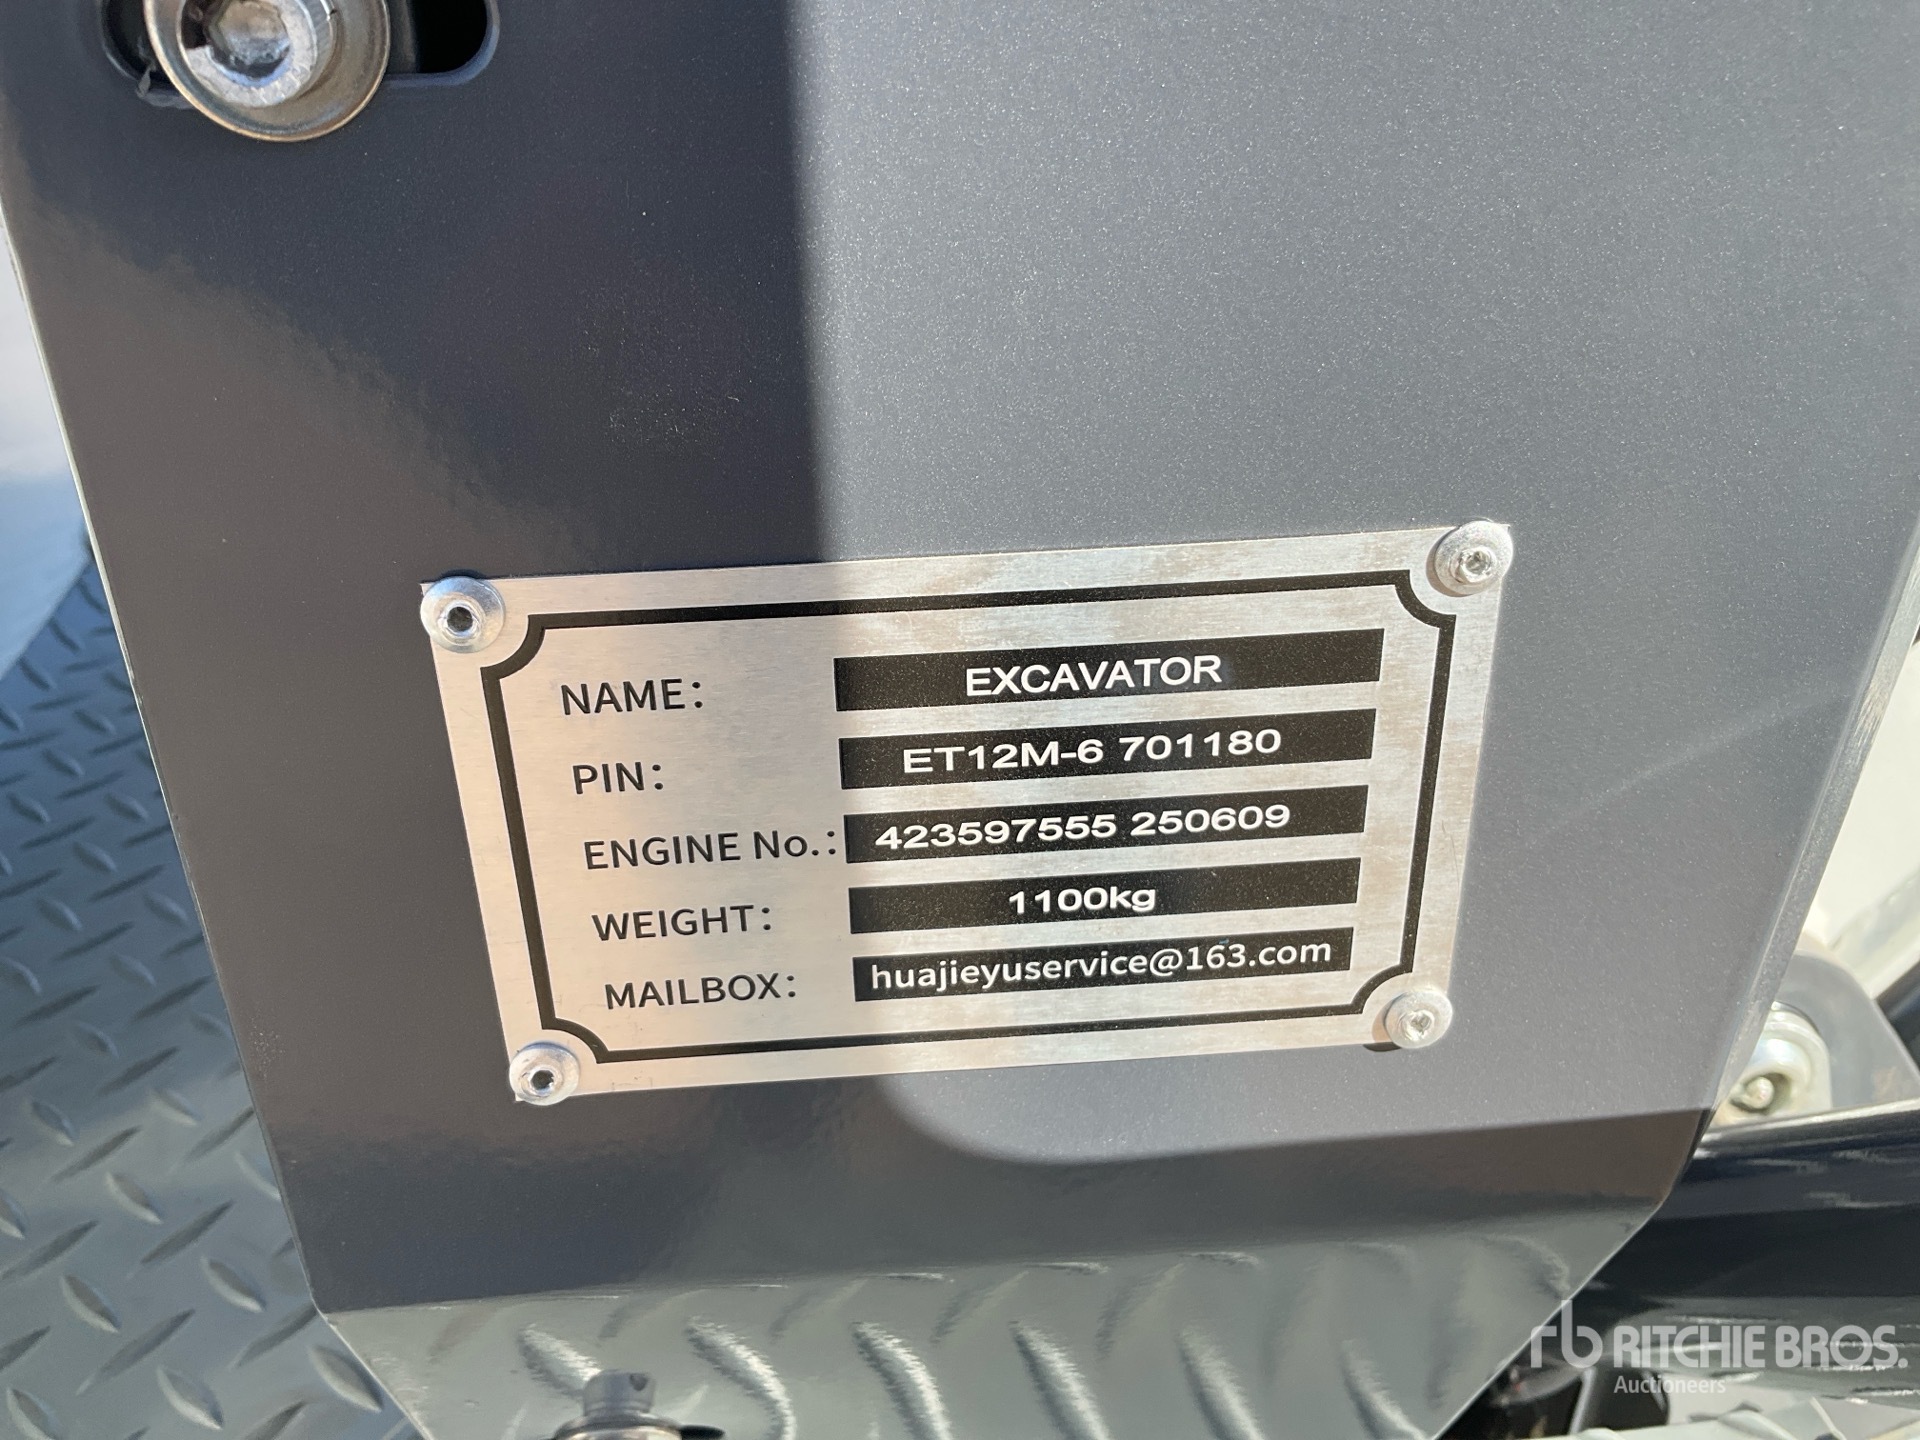 NAME: EXCAVATOR
PIN: ET12M-6 701180
ENGINE No.: 423597555 250609
WEIGHT: 1100kg
MAILBOX: huajieyuservice@163.com
rb RITCHIE BROS.
Auctioneers